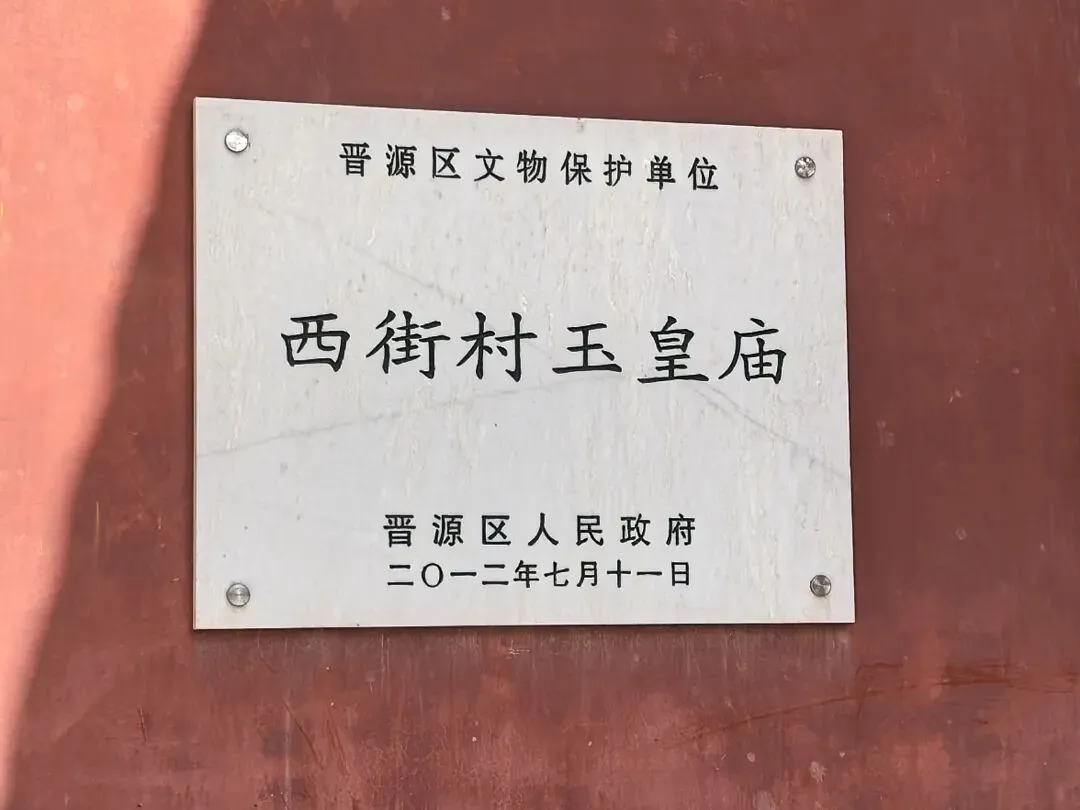 晋源区文物保护单位
西街村玉皇庙
晋源区人民政府
二〇一二年七月十一日